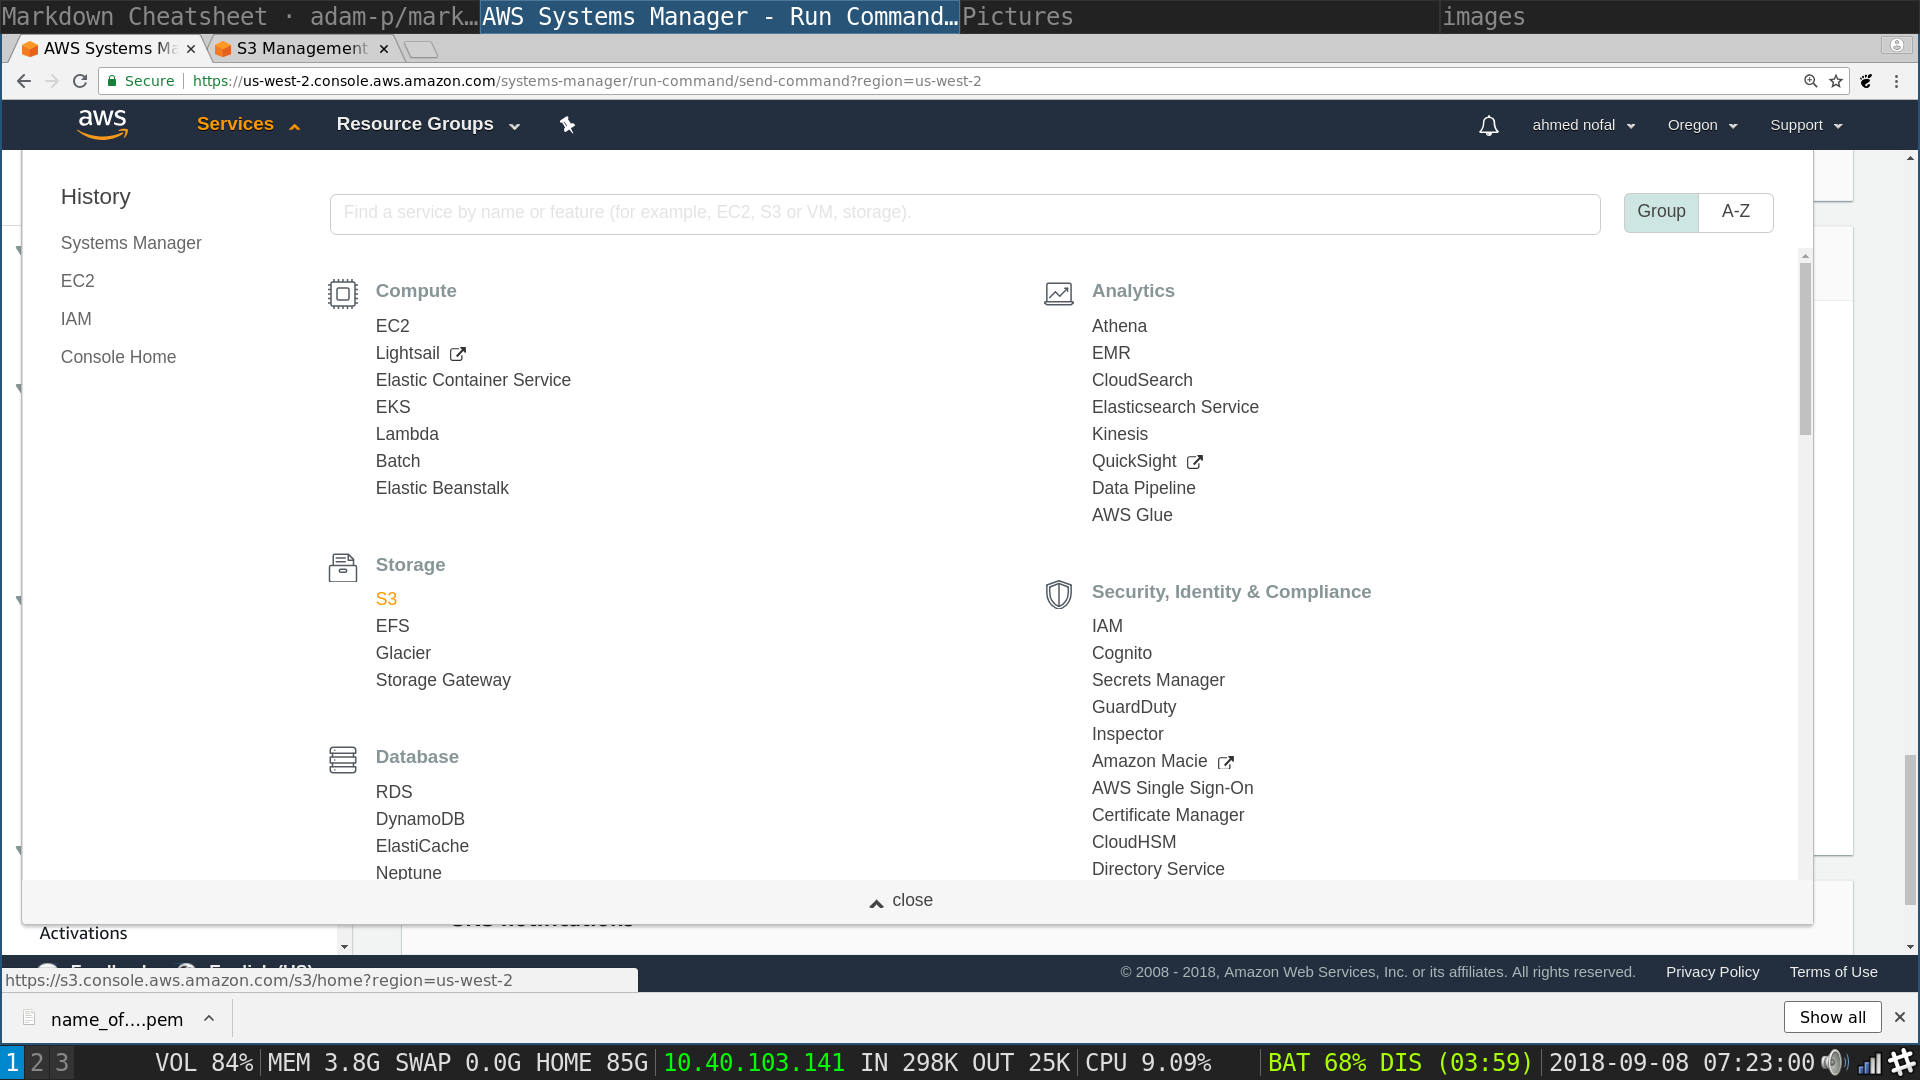 Markdown Cheatsheet · adam-p/mark…
AWS Systems Manager - Run Command…
Pictures
images
AWS Systems Ma
S3 Management
Secure
https://us-west-2.console.aws.amazon.com/systems-manager/run-command/send-command?region=us-west-2
aws
Services
Resource Groups
ahmed nofal
Oregon
Support
History
Systems Manager
EC2
IAM
Console Home
Find a service by name or feature (for example, EC2, S3 or VM, storage).
Group
A-Z
Compute
EC2
Lightsail
Elastic Container Service
EKS
Lambda
Batch
Elastic Beanstalk
Storage
S3
EFS
Glacier
Storage Gateway
Database
RDS
DynamoDB
ElastiCache
Neptune
Analytics
Athena
EMR
CloudSearch
Elasticsearch Service
Kinesis
QuickSight
Data Pipeline
AWS Glue
Security, Identity & Compliance
IAM
Cognito
Secrets Manager
GuardDuty
Inspector
Amazon Macie
AWS Single Sign-On
Certificate Manager
CloudHSM
Directory Service
close
Activations
SNS notifications
Feedback
English (US)
© 2008 - 2018, Amazon Web Services, Inc. or its affiliates. All rights reserved.
Privacy Policy
Terms of Use
https://s3.console.aws.amazon.com/s3/home?region=us-west-2
name_of....pem
Show all
1 2 3
VOL 84% MEM 3.8G SWAP 0.0G HOME 85G 10.40.103.141 IN 298K OUT 25K CPU 9.09% BAT 68% DIS (03:59) 2018-09-08 07:23:00